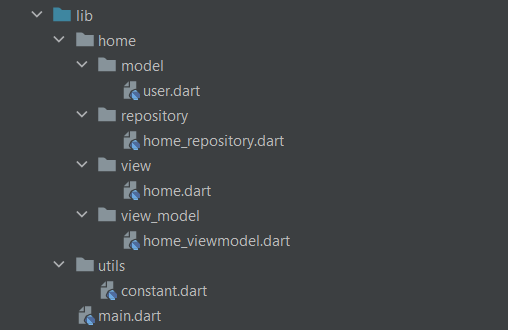 lib
home
model
user.dart
repository
home_repository.dart
view
home.dart
view_model
home_viewmodel.dart
utils
constant.dart
main.dart